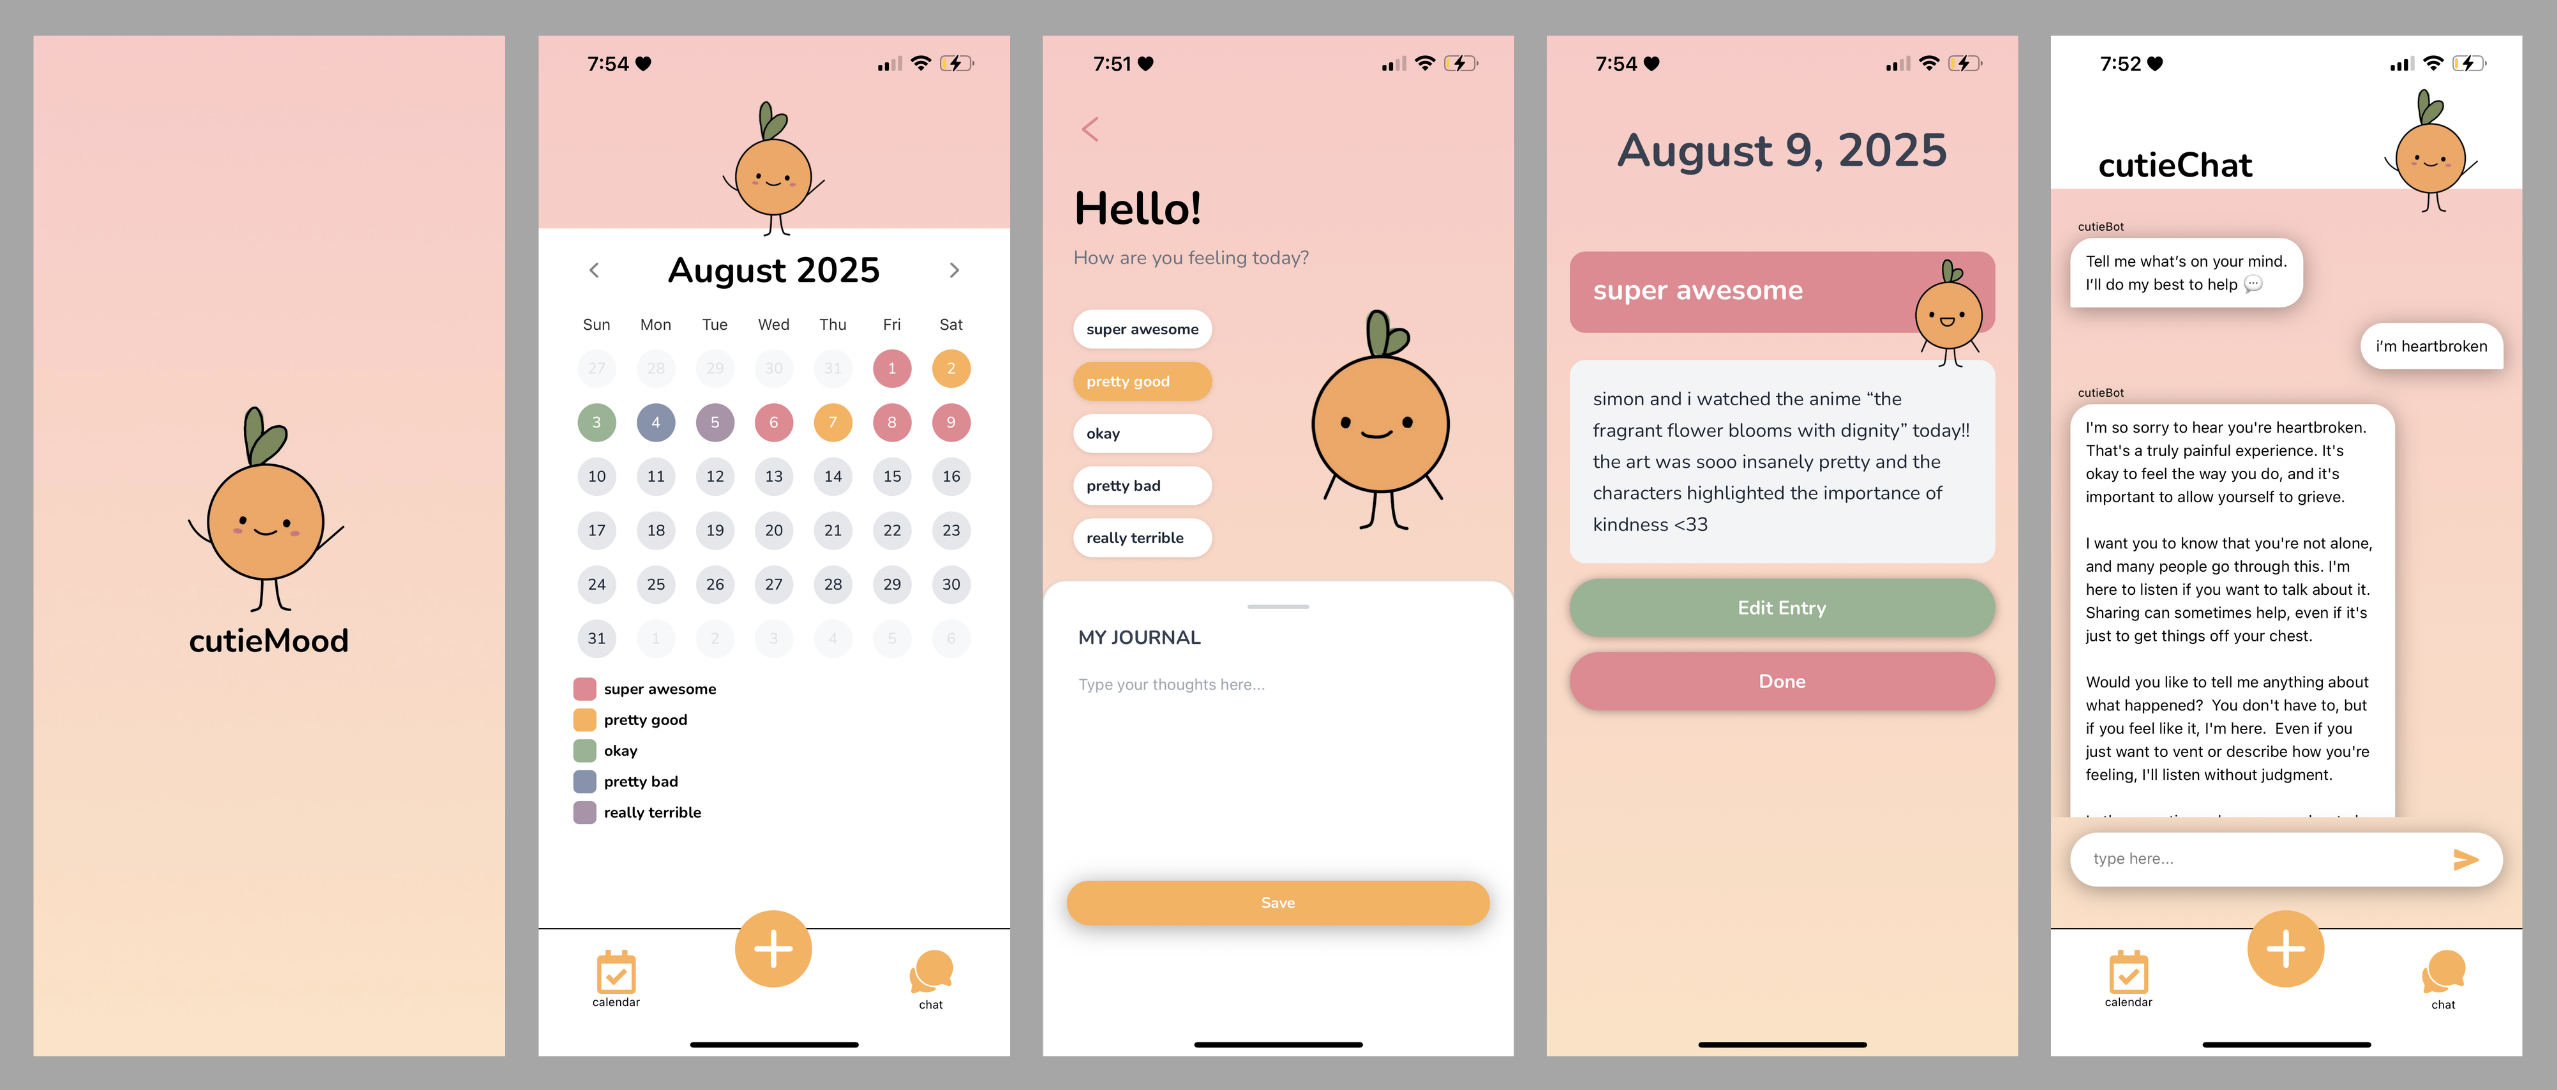 cutieMood
7:54
August 2025
Sun Mon Tue Wed Thu Fri Sat
27 28 29 30 31 1 2
3 4 5 6 7 8 9
10 11 12 13 14 15 16
17 18 19 20 21 22 23
24 25 26 27 28 29 30
31 1 2 3 4 5 6
super awesome
pretty good
okay
pretty bad
really terrible
calendar
chat
7:51
Hello!
How are you feeling today?
super awesome
pretty good
okay
pretty bad
really terrible
MY JOURNAL
Type your thoughts here...
Save
7:54
August 9, 2025
super awesome
simon and i watched the anime “the
fragrant flower blooms with dignity” today!!
the art was sooo insanely pretty and the
characters highlighted the importance of
kindness <33
Edit Entry
Done
7:52
cutieChat
cutieBot
Tell me what’s on your mind.
I’ll do my best to help 💬
i’m heartbroken
cutieBot
I'm so sorry to hear you're heartbroken.
That's a truly painful experience. It's
okay to feel the way you do, and it's
important to allow yourself to grieve.
I want you to know that you're not alone,
and many people go through this. I'm
here to listen if you want to talk about it.
Sharing can sometimes help, even if it's
just to get things off your chest.
Would you like to tell me anything about
what happened?  You don't have to, but
if you feel like it, I'm here.  Even if you
just want to vent or describe how you're
feeling, I'll listen without judgment.
type here...
calendar
chat